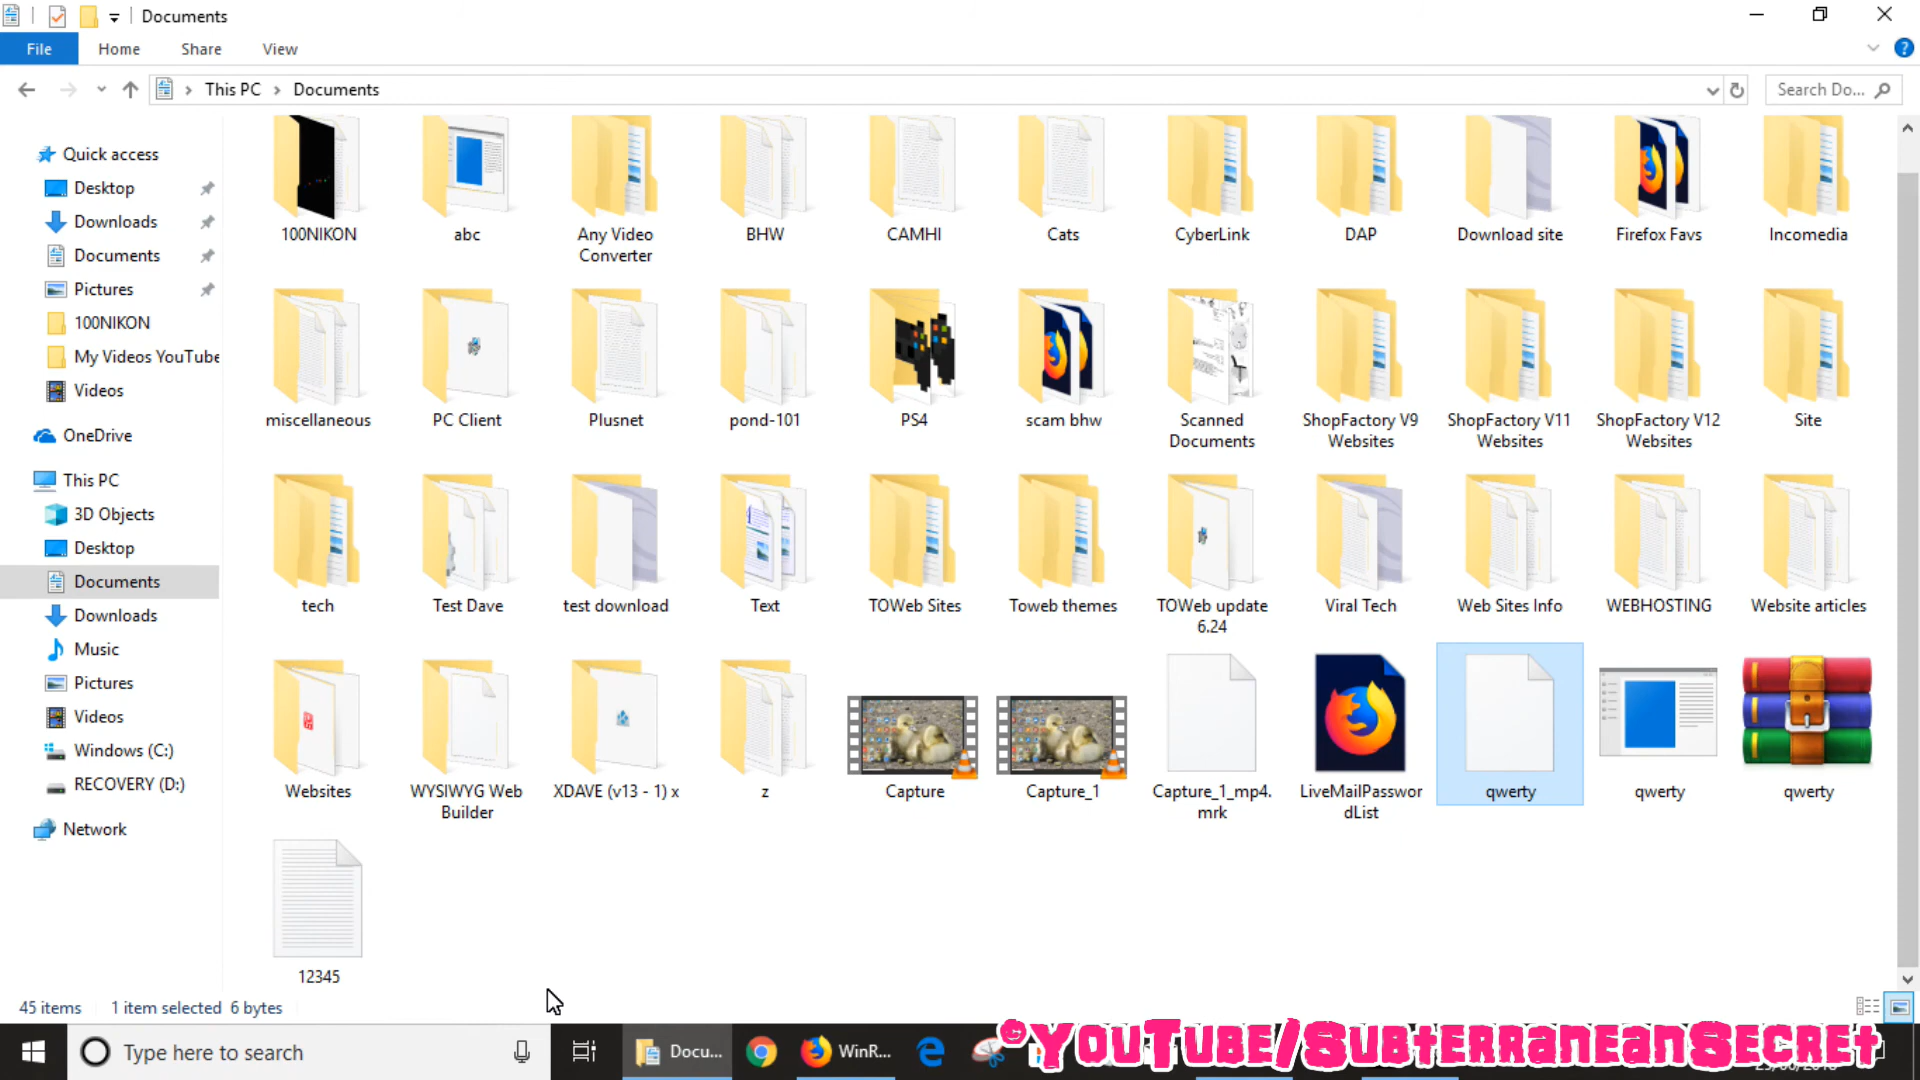 Documents
File Home Share View
This PC Documents
Search Do...
Quick access
Desktop
Downloads
Documents
Pictures
100NIKON
My Videos YouTube
Videos
OneDrive
This PC
3D Objects
Desktop
Documents
Downloads
Music
Pictures
Videos
Windows (C:)
RECOVERY (D:)
Network
100NIKON abc Any Video Converter BHW CAMHI Cats CyberLink DAP Download site Firefox Favs Incomedia
miscellaneous PC Client Plusnet pond-101 PS4 scam bhw Scanned Documents ShopFactory V9 Websites ShopFactory V11 Websites ShopFactory V12 Websites Site
tech Test Dave test download Text TOWeb Sites Toweb themes TOWeb update 6.24 Viral Tech Web Sites Info WEBHOSTING Website articles
Websites WYSIWYG Web Builder XDAVE (v13 - 1) x z Capture Capture_1 Capture_1_mp4.mrk LiveMailPasswordList qwerty qwerty qwerty
12345
45 items 1 item selected 6 bytes
Type here to search
Docu...
WinR...
©YouTube/SubterraneanSecret